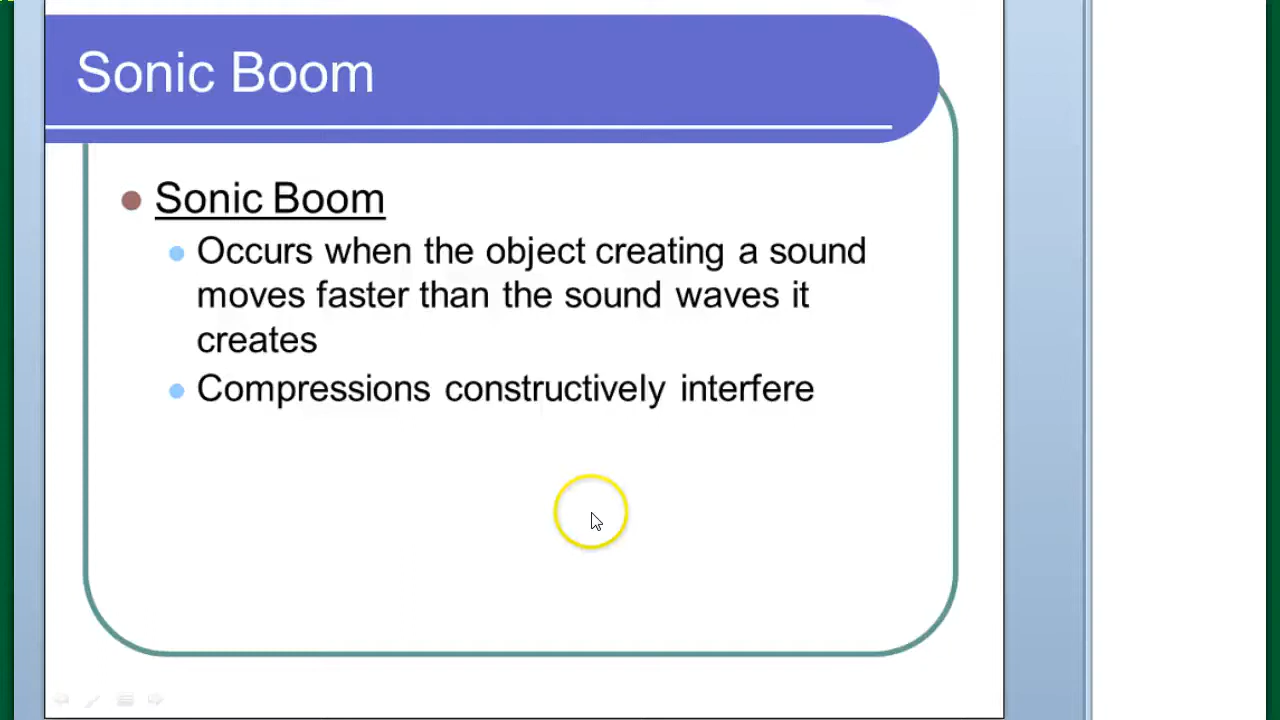 Sonic Boom
Sonic Boom
Occurs when the object creating a sound
moves faster than the sound waves it
creates
Compressions constructively interfere